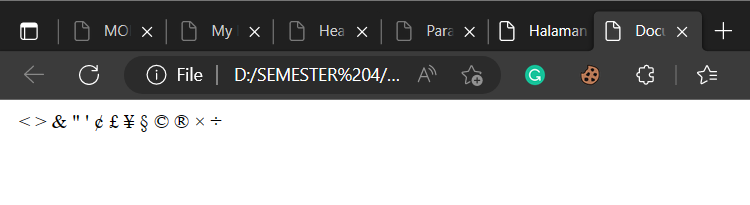 MO
My
Hea
Para
Halaman
Docu
File
D:/SEMESTER%204/...
A
G
< > & " ' ¢ £ ¥ § © ® × ÷